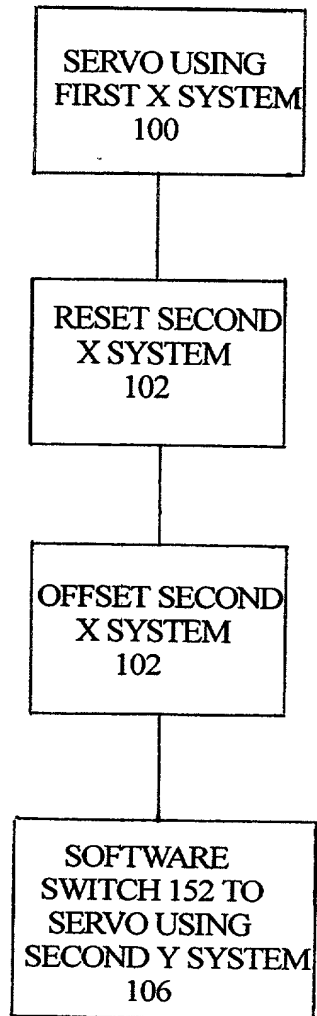 SERVO USING
FIRST X SYSTEM
100
RESET SECOND
X SYSTEM
102
OFFSET SECOND
X SYSTEM
102
SOFTWARE
SWITCH 152 TO
SERVO USING
SECOND Y SYSTEM
106